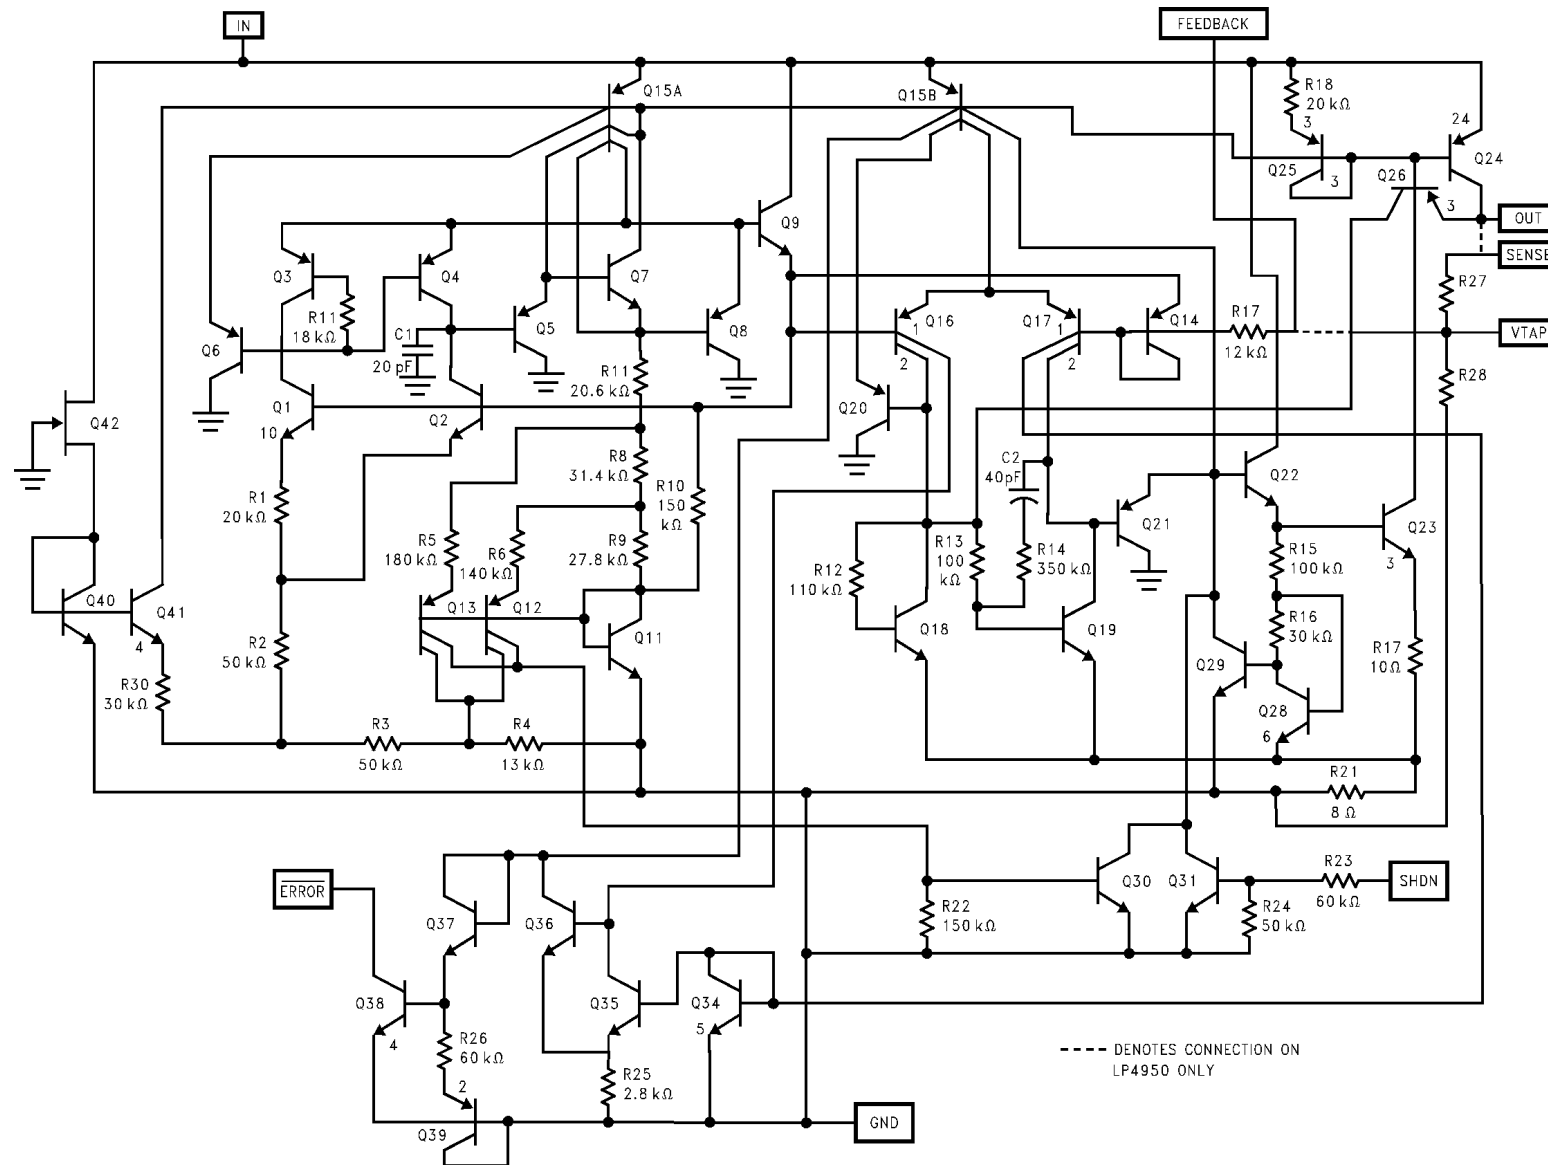 IN
FEEDBACK
Q15A
Q15B
R18
20 kΩ
3
24
Q25
3
Q24
Q26
3
OUT
SENSE
Q9
Q3
Q4
Q7
R11
18 kΩ
C1
20 pF
Q5
Q8
Q6
Q16
1
2
Q17
1
2
Q14
R17
12 kΩ
R27
VTAP
R28
R11
20.6 kΩ
Q42
Q1
10
Q2
Q20
R8
31.4 kΩ
R10
150
kΩ
C2
40pF
Q22
R1
20 kΩ
R5
180 kΩ
R6
140 kΩ
R9
27.8 kΩ
Q21
Q23
3
R13
100
kΩ
R14
350 kΩ
R15
100 kΩ
R12
110 kΩ
Q40
Q41
4
Q13
Q12
Q11
Q18
Q19
R16
30 kΩ
R2
50 kΩ
Q29
R17
10Ω
R30
30 kΩ
Q28
6
R3
50 kΩ
R4
13 kΩ
R21
8 Ω
ERROR
Q37
Q36
Q30
Q31
R23
60 kΩ
SHDN
R22
150 kΩ
R24
50 kΩ
Q38
4
Q35
Q34
5
R26
60 kΩ
2
R25
2.8 kΩ
Q39
GND
DENOTES CONNECTION ON
LP4950 ONLY